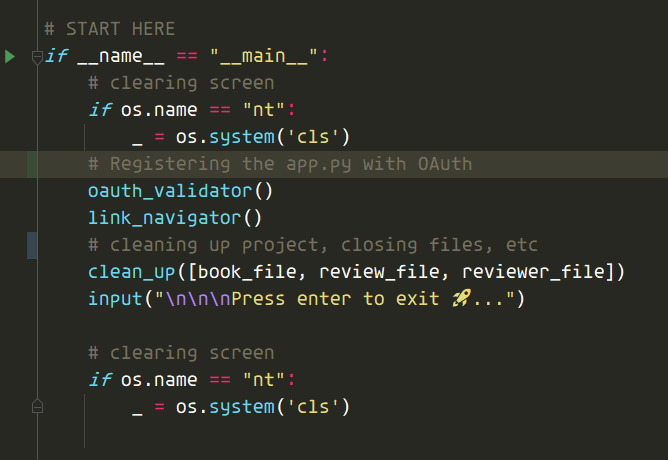 # START HERE
if __name__ == "__main__":
    # clearing screen
    if os.name == "nt":
        _ = os.system('cls')
    # Registering the app.py with OAuth
    oauth_validator()
    link_navigator()
    # cleaning up project, closing files, etc
    clean_up([book_file, review_file, reviewer_file])
    input("\n\n\nPress enter to exit 🚀...")
    # clearing screen
    if os.name == "nt":
        _ = os.system('cls')